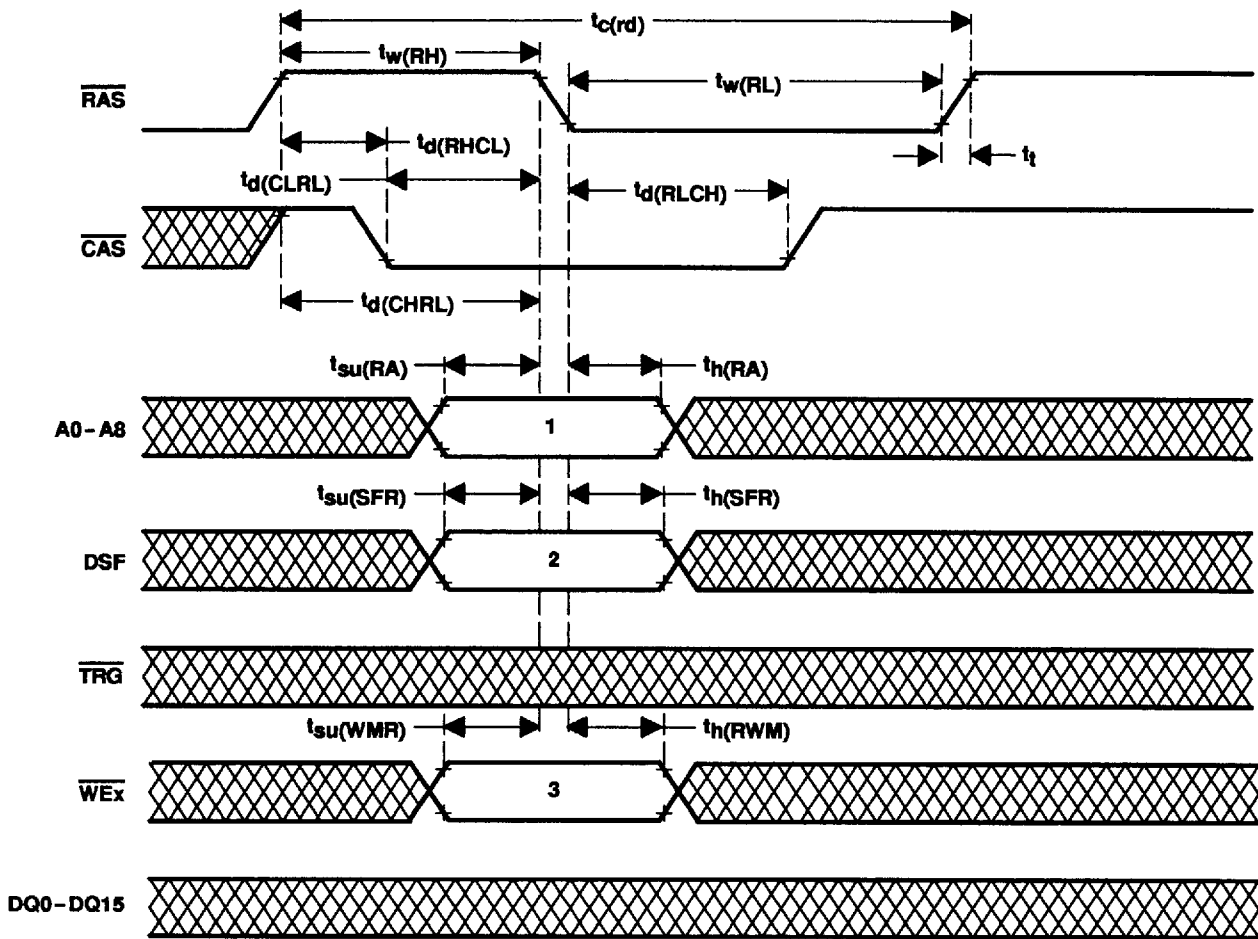 tc(rd)
tw(RH)
RAS
tw(RL)
td(RHCL)
tt
td(CLRL)
td(RLCH)
CAS
td(CHRL)
tsu(RA)
th(RA)
A0–A8
1
tsu(SFR)
th(SFR)
DSF
2
TRG
tsu(WMR)
th(RWM)
WEx
3
DQ0–DQ15